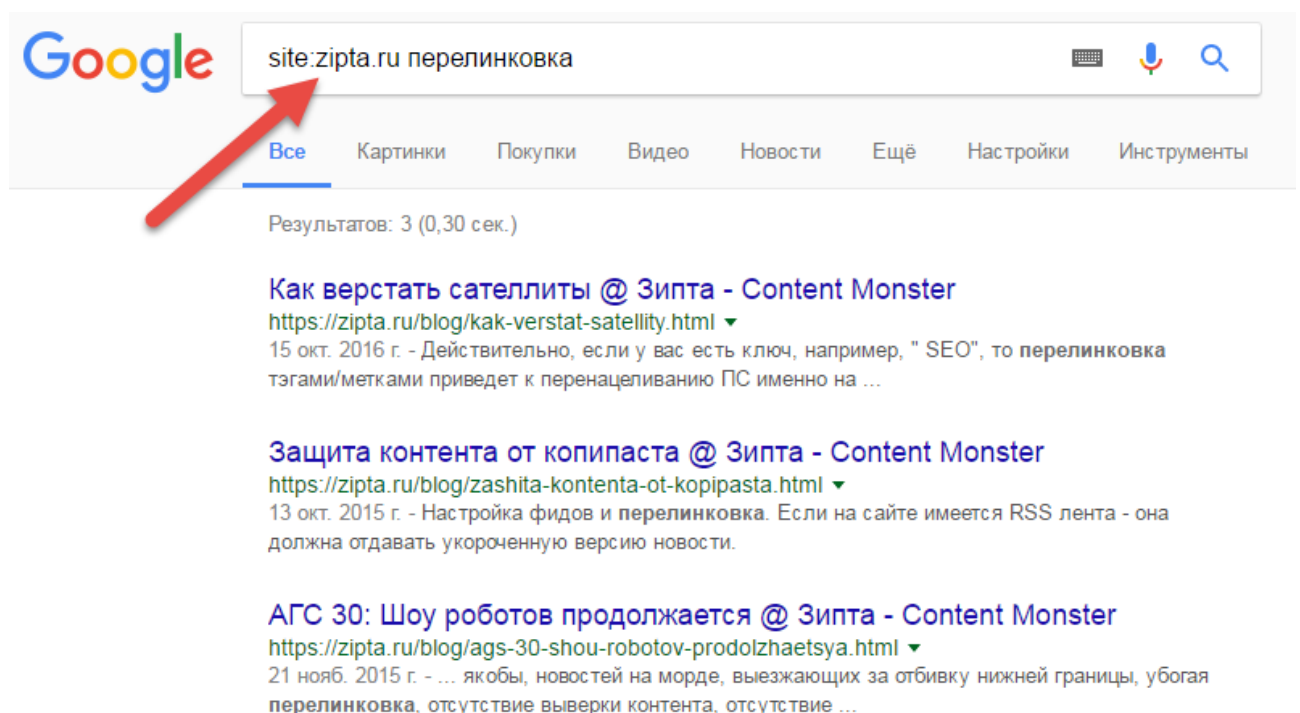 Google
site:zipta.ru перелинковка
Все Картинки Покупки Видео Новости Ещё Настройки Инструменты
Результатов: 3 (0,30 сек.)
Как верстать сателлиты @ Зипта - Content Monster
https://zipta.ru/blog/kak-verstat-satellity.html
15 окт. 2016 г. - Действительно, если у вас есть ключ, например, " SEO", то перелинковка
тэгами/метками приведет к перенацеливанию ПС именно на ...
Защита контента от копипаста @ Зипта - Content Monster
https://zipta.ru/blog/zashita-kontenta-ot-kopipasta.html
13 окт. 2015 г. - Настройка фидов и перелинковка. Если на сайте имеется RSS лента - она
должна отдавать укороченную версию новости.
АГС 30: Шоу роботов продолжается @ Зипта - Content Monster
https://zipta.ru/blog/ags-30-shou-robotov-prodolzhaetsya.html
21 нояб. 2015 г. - ... якобы, новостей на морде, выезжающих за отбивку нижней границы, убогая
перелинковка, отсутствие выверки контента, отсутствие ...